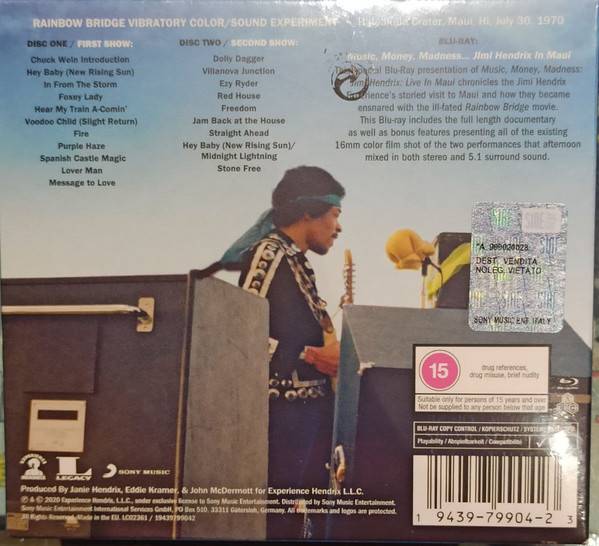 RAINBOW BRIDGE VIBRATORY COLOR/SOUND EXPERIMENT Crater, Maui, Hi, July 30, 1970
DISC ONE / FIRST SHOW:
Chuck Wein Introduction
Hey Baby (New Rising Sun)
In From The Storm
Foxey Lady
Hear My Train A-Comin'
Voodoo Child (Slight Return)
Fire
Purple Haze
Spanish Castle Magic
Lover Man
Message to Love
DISC TWO / SECOND SHOW:
Dolly Dagger
Villanova Junction
Ezy Ryder
Red House
Freedom
Jam Back at the House
Straight Ahead
Hey Baby (New Rising Sun)/
Midnight Lightning
Stone Free
BLU-RAY:
Music, Money, Madness... Jimi Hendrix In Maui
Blu-Ray presentation of Music, Money, Madness:
Jimi Hendrix: Live In Maui chronicles the Jimi Hendrix
Experience's storied visit to Maui and how they became
ensnared with the ill-fated Rainbow Bridge movie.
This Blu-ray includes the full length documentary
as well as bonus features presenting all of the existing
16mm color film shot of the two performances that afternoon
mixed in both stereo and 5.1 surround sound.
SIAE
DEST. VENDITA
NOLEG. VIETATO
SONY MUSIC ENT. ITALY
15
drug references,
drug misuse, brief nudity
Suitable only for persons of 15 years and over
Not be supplied to any person below that age
BLU-RAY COPY CONTROL / KOPIERSCHUTZ /
Playability / Abspielbarkeit / Compatibilité
LEGACY
SONY MUSIC
Produced By Janie Hendrix, Eddie Kramer, & John McDermott for Experience Hendrix L.L.C.
℗ & © 2020 Experience Hendrix, L.L.C., under exclusive license to Sony Music Entertainment. Distributed by Sony Music Entertainment.
Sony Music Entertainment International Services GmbH, PO Box 510, 33311 Gütersloh, Germany. All trademarks and logos are protected.
All Rights Reserved. Made in the EU. LC02361 / 19439799042
1 9439-79904-2 3